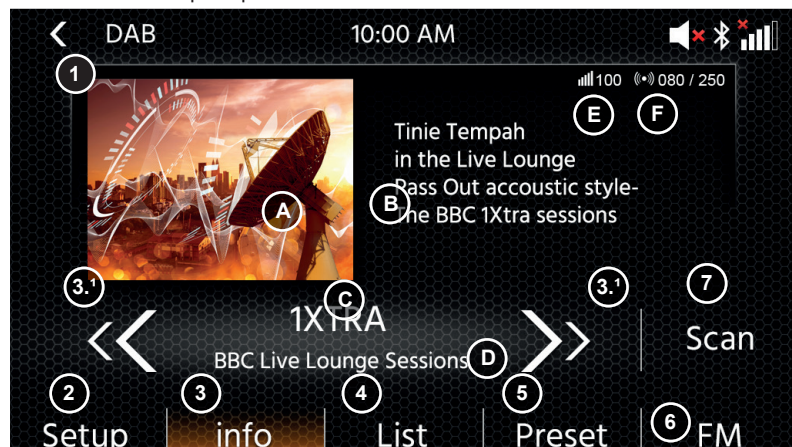 DAB 10:00 AM
1
100 080 / 250
E F
Tinie Tempah
in the Live Lounge
Pass Out accoustic style-
The BBC 1Xtra sessions
A B
3.¹ C 3.¹ 7
1XTRA
Scan
BBC Live Lounge Sessions
D
2 3 4 5 6
Setup info List Preset FM